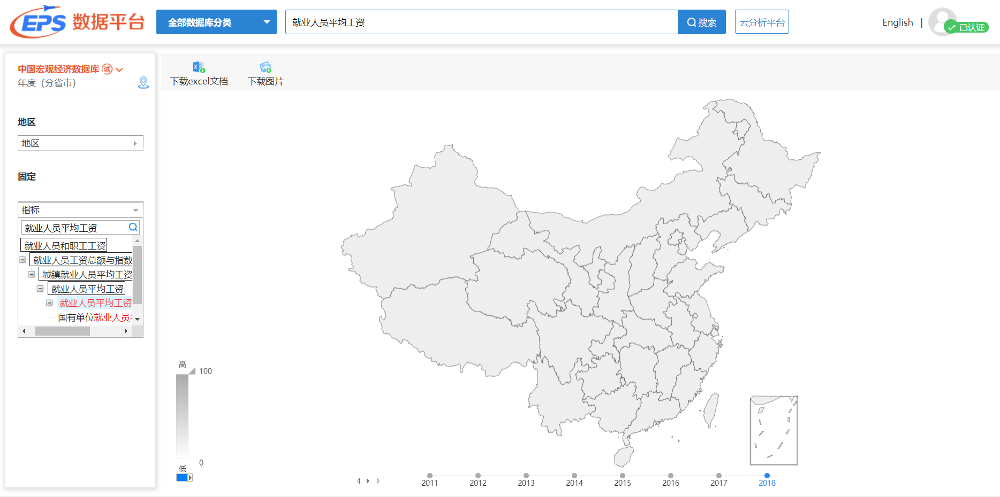 EPS 数据平台
全部数据库分类
就业人员平均工资
搜索
云分析平台
English |
已认证
中国宏观经济数据库 试
年度（分省市）
下载excel文档
下载图片
地区
地区
固定
指标
就业人员平均工资
就业人员和职工工资
就业人员工资总额与指数
城镇就业人员平均工资
就业人员平均工资
就业人员平均工资
国有单位就业人员
高
100
0
低
2011
2012
2013
2014
2015
2016
2017
2018